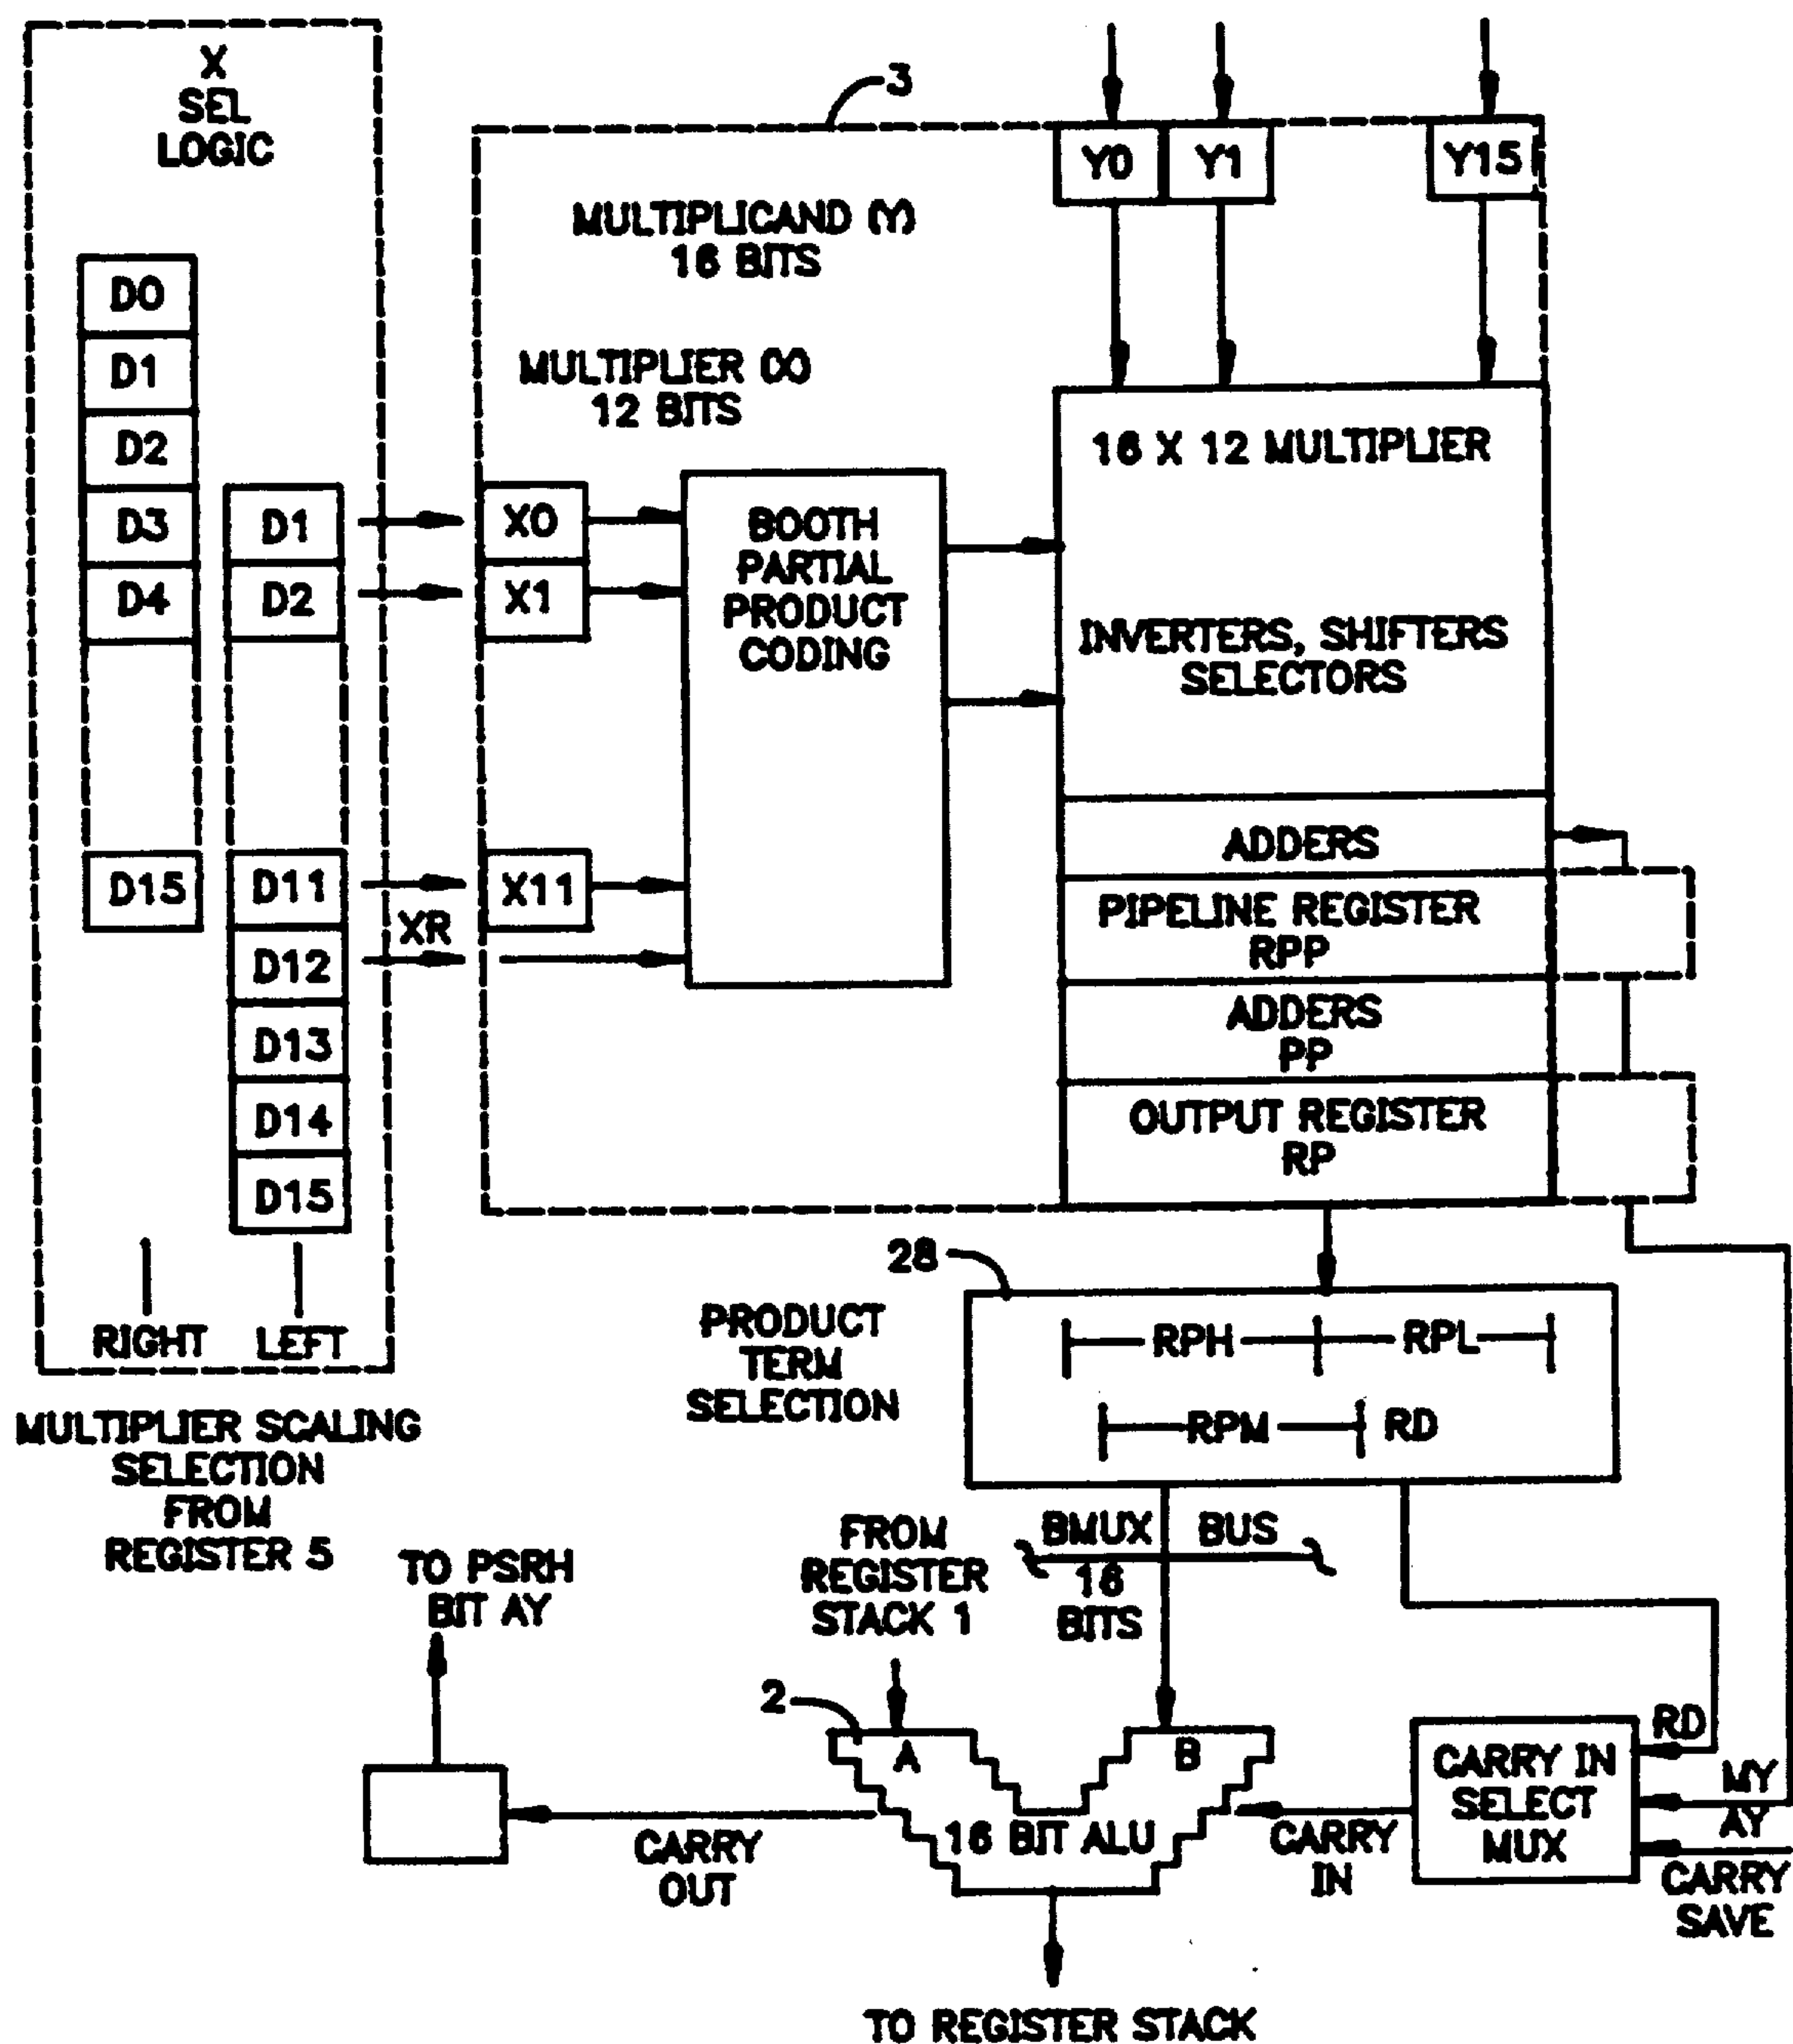 X
SEL
LOGIC
D0
D1
D2
D3
D4
D15
D1
D2
D11
D12
D13
D14
D15
RIGHT
LEFT
MULTIPLIER SCALING
SELECTION
FROM
REGISTER 5
3
MULTIPLICAND (Y)
16 BITS
MULTIPLIER (X)
12 BITS
Y0
Y1
Y15
X0
X1
X11
XR
BOOTH
PARTIAL
PRODUCT
CODING
16 X 12 MULTIPLIER
INVERTERS, SHIFTERS
SELECTORS
ADDERS
PIPELINE REGISTER
RPP
ADDERS
PP
OUTPUT REGISTER
RP
28
PRODUCT
TERM
SELECTION
RPH
RPL
RPM
RD
BMUX BUS
16
BITS
FROM
REGISTER
STACK 1
TO PSRH
BIT AY
2
A
B
16 BIT ALU
CARRY
OUT
CARRY
IN
CARRY IN
SELECT
MUX
RD
MY
AY
CARRY
SAVE
TO REGISTER STACK